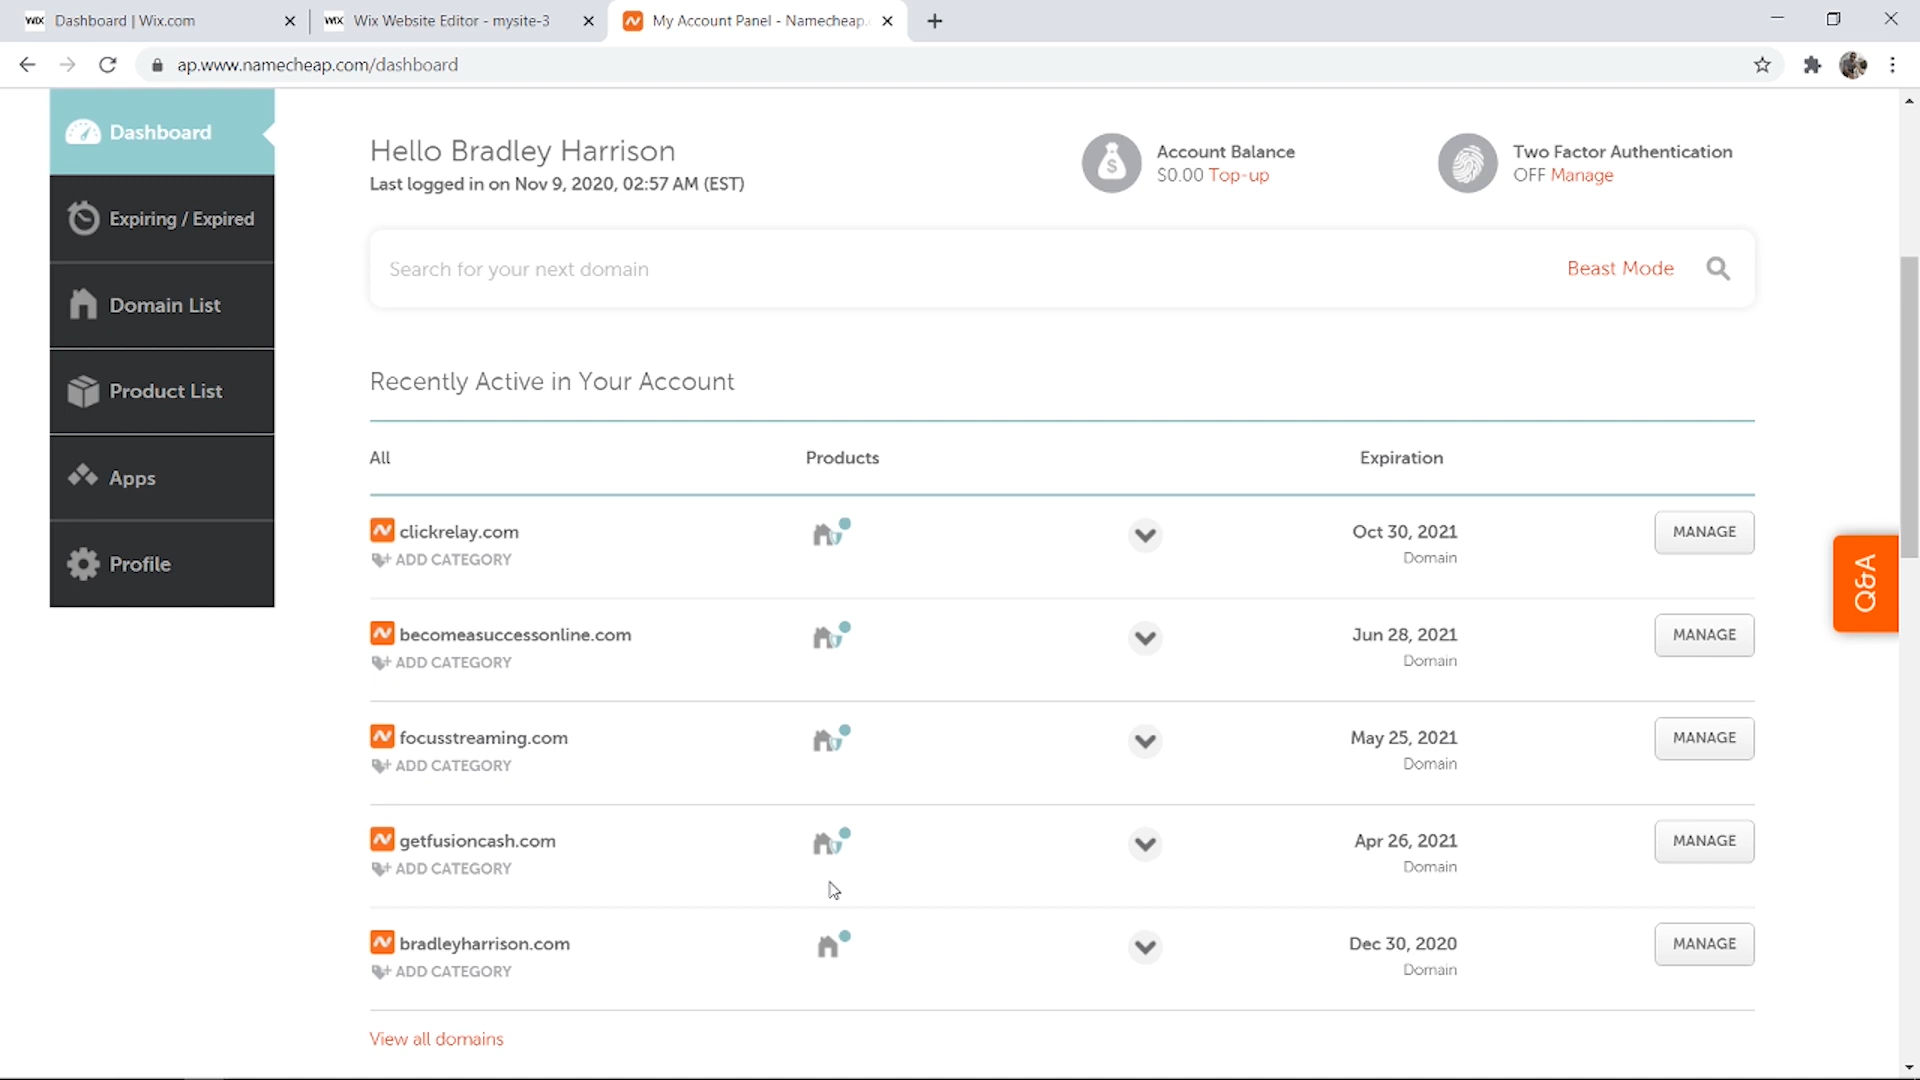 WIX Dashboard | Wix.com
WIX Wix Website Editor - mysite-3
My Account Panel - Namecheap.
ap.www.namecheap.com/dashboard
Dashboard
Expiring / Expired
Domain List
Product List
Apps
Profile
Hello Bradley Harrison
Last logged in on Nov 9, 2020, 02:57 AM (EST)
Account Balance
$0.00 Top-up
Two Factor Authentication
OFF Manage
Search for your next domain
Beast Mode
Recently Active in Your Account
All Products Expiration
clickrelay.com Oct 30, 2021 MANAGE
ADD CATEGORY Domain
becomeasuccessonline.com Jun 28, 2021 MANAGE
ADD CATEGORY Domain
focusstreaming.com May 25, 2021 MANAGE
ADD CATEGORY Domain
getfusioncash.com Apr 26, 2021 MANAGE
ADD CATEGORY Domain
bradleyharrison.com Dec 30, 2020 MANAGE
ADD CATEGORY Domain
View all domains
Q&A